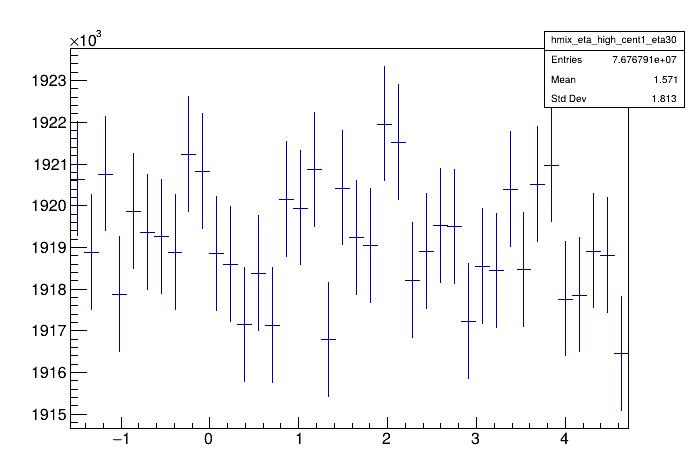 ×10³
hmix_eta_high_cent1_eta30
Entries 7.676791e+07
Mean 1.571
Std Dev 1.813
1923
1922
1921
1920
1919
1918
1917
1916
1915
−1 0 1 2 3 4